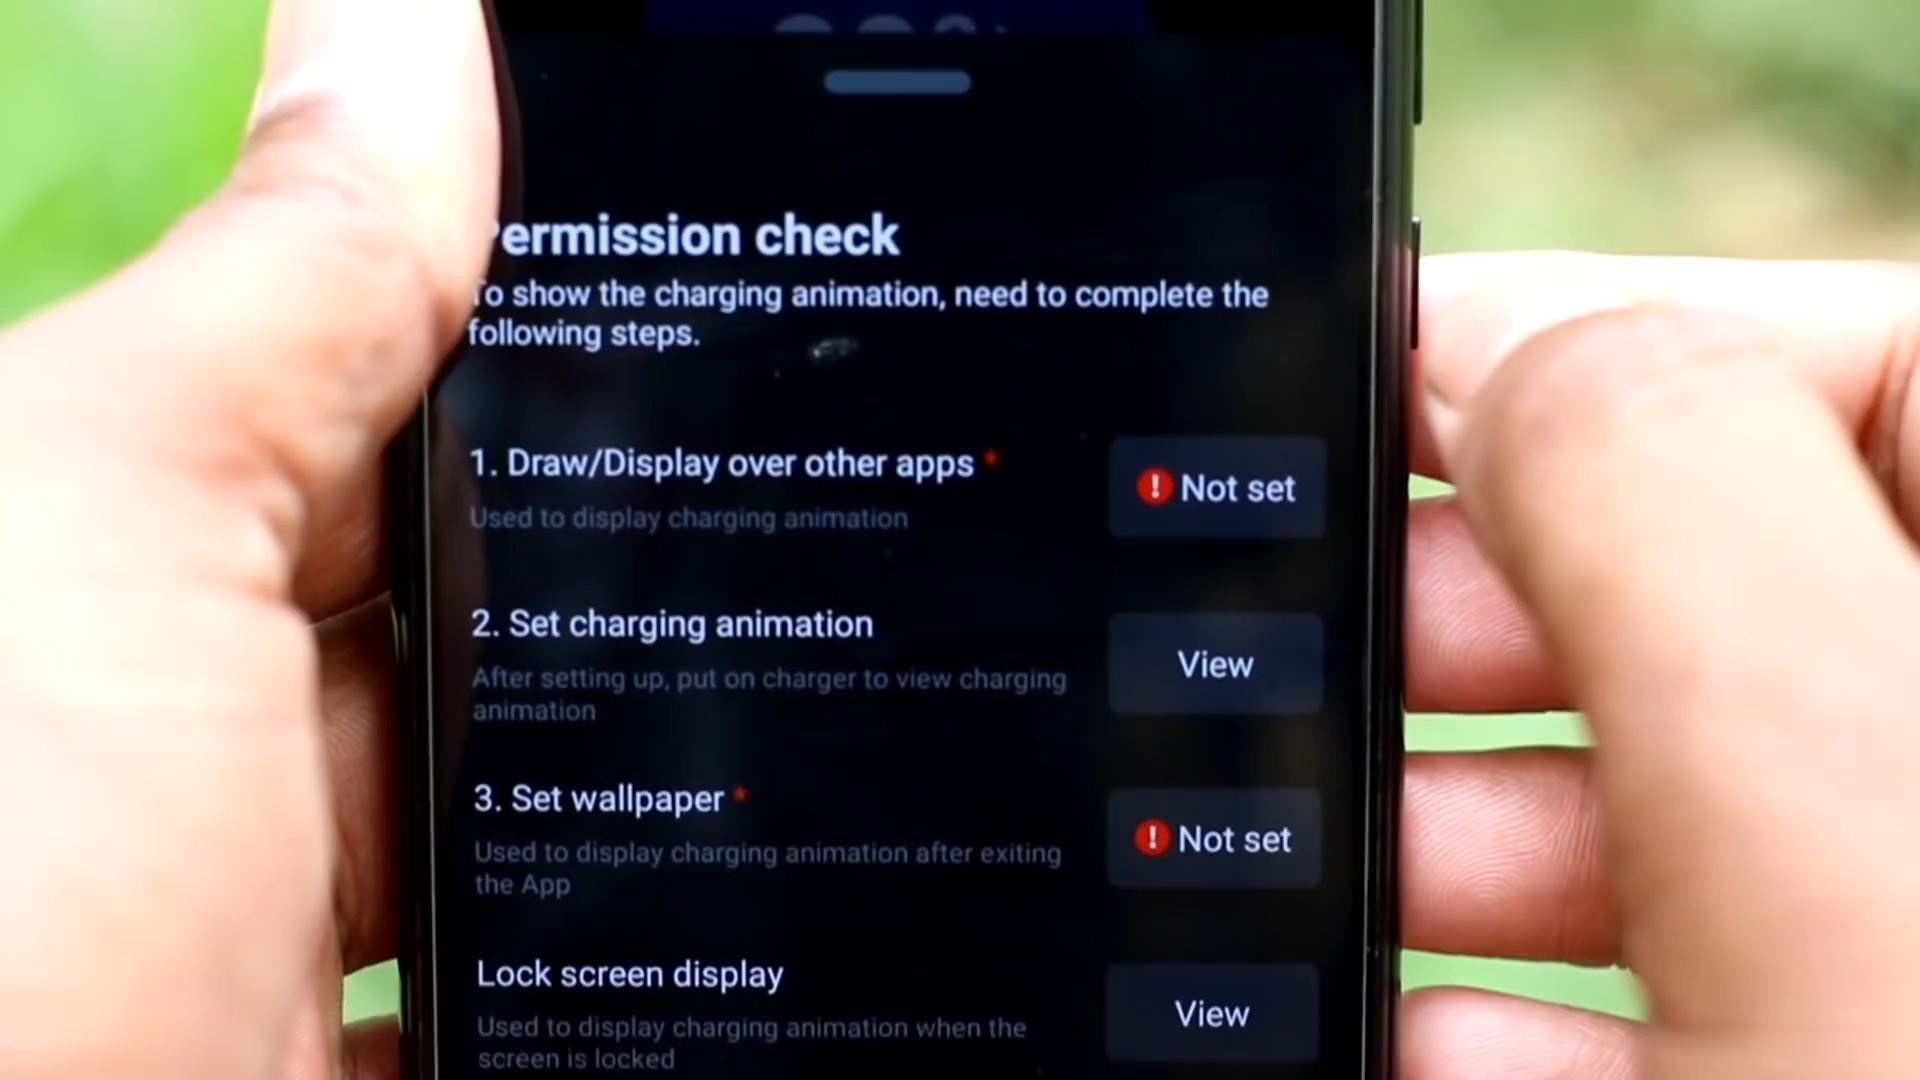 Permission check
To show the charging animation, need to complete the
following steps.
1. Draw/Display over other apps *
Not set
Used to display charging animation
2. Set charging animation
View
After setting up, put on charger to view charging
animation
3. Set wallpaper *
Not set
Used to display charging animation after exiting
the App
Lock screen display
View
Used to display charging animation when the
screen is locked